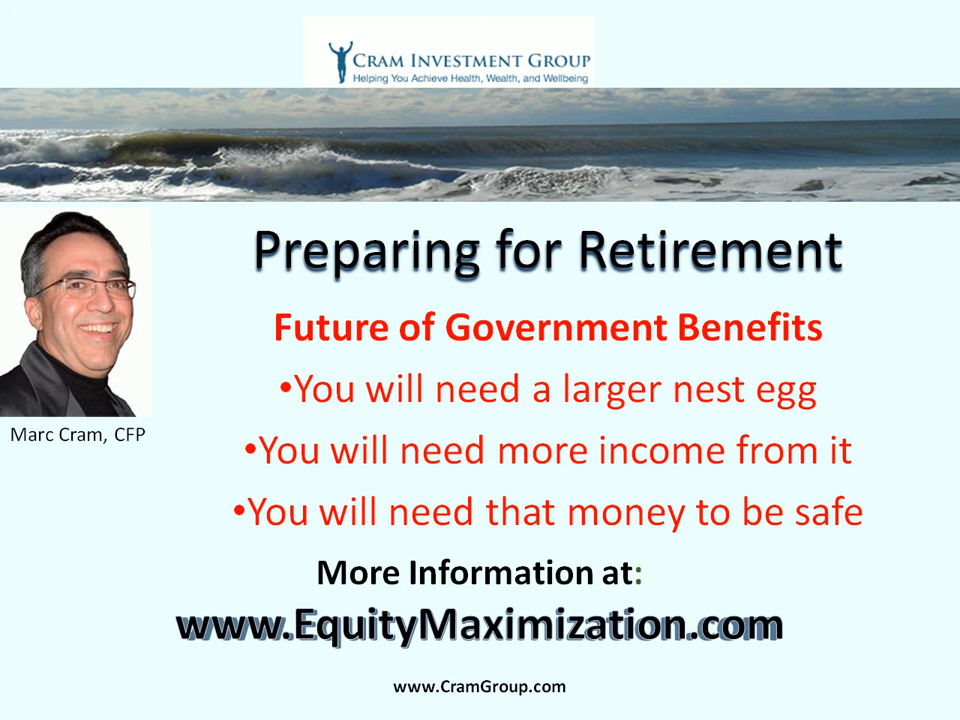 CRAM INVESTMENT GROUP
Helping You Achieve Health, Wealth, and Wellbeing
Preparing for Retirement
Marc Cram, CFP
Future of Government Benefits
•You will need a larger nest egg
•You will need more income from it
•You will need that money to be safe
More Information at:
www.EquityMaximization.com
www.CramGroup.com